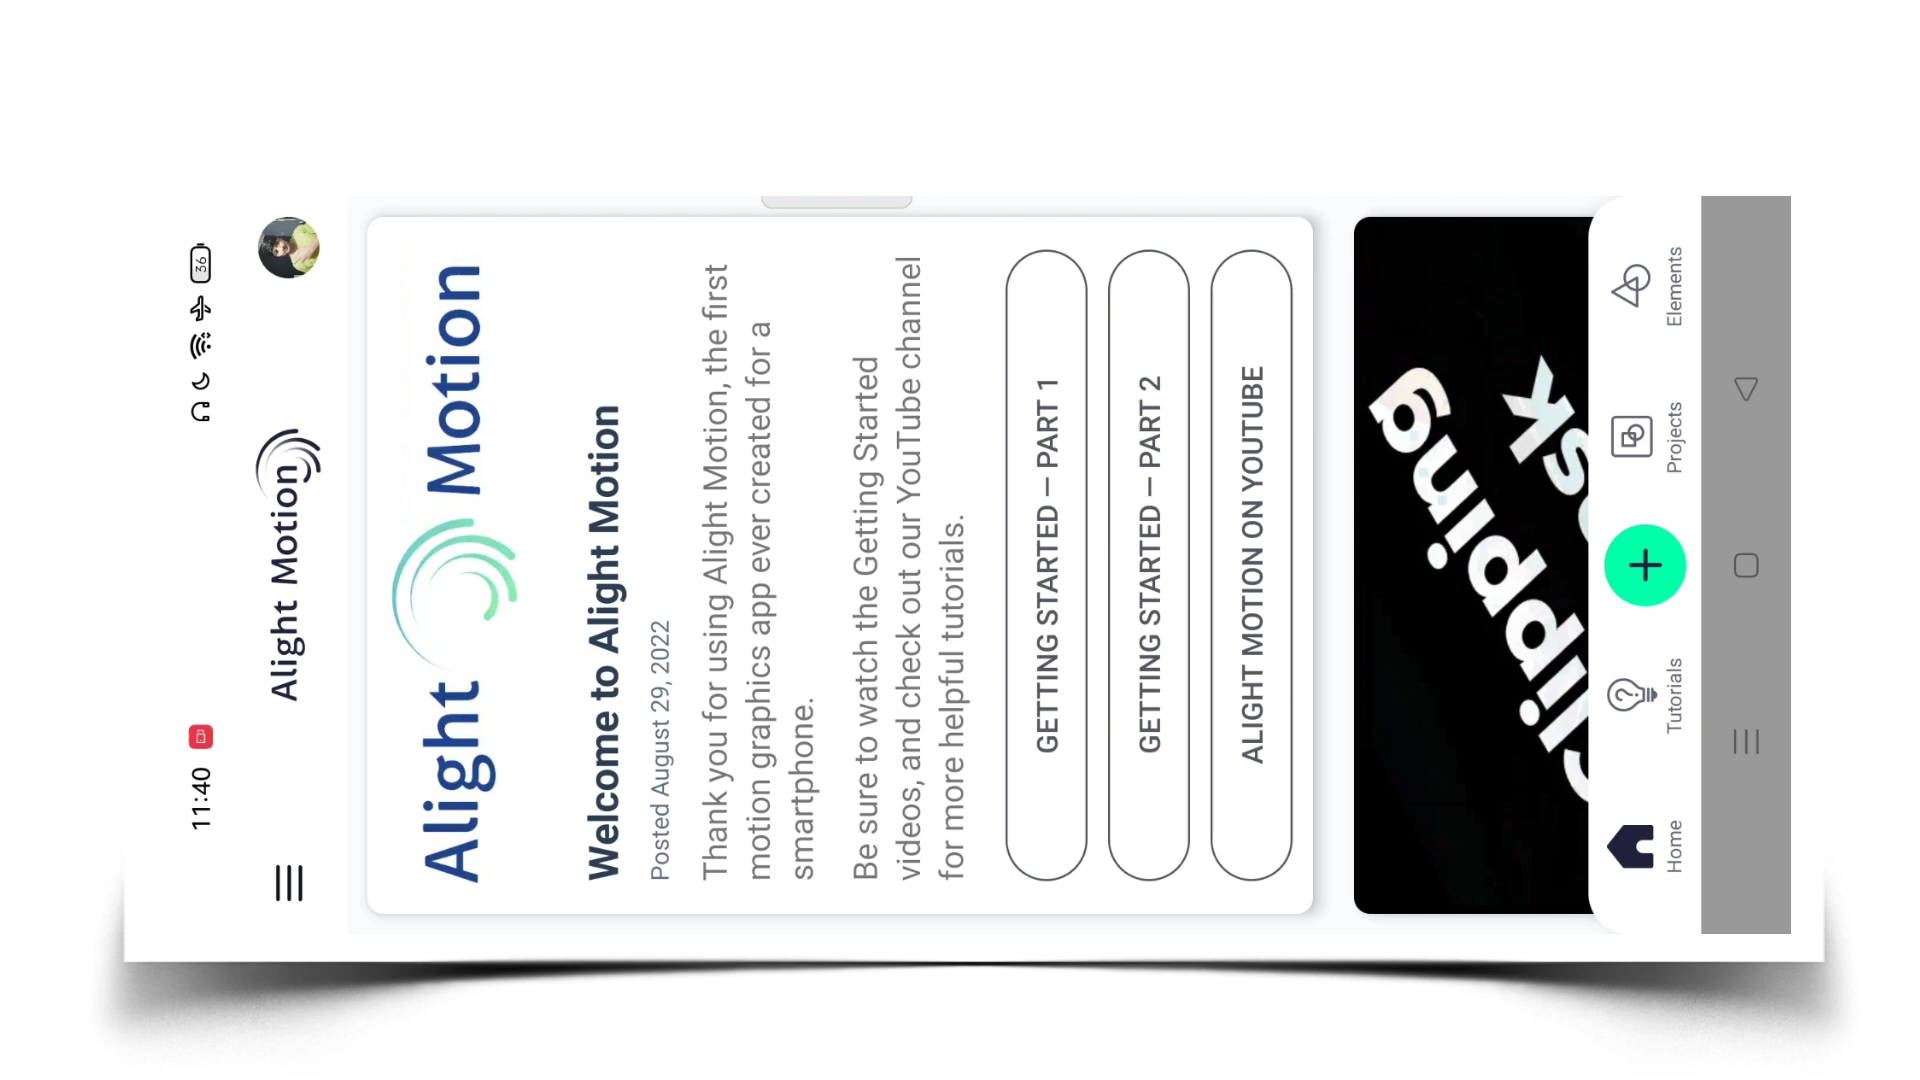 11:40
36
Alight Motion
Alight Motion
Welcome to Alight Motion
Posted August 29, 2022
Thank you for using Alight Motion, the first
motion graphics app ever created for a
smartphone.
Be sure to watch the Getting Started
videos, and check out our YouTube channel
for more helpful tutorials.
GETTING STARTED – PART 1
GETTING STARTED – PART 2
ALIGHT MOTION ON YOUTUBE
Clipping
Home
Tutorials
Projects
Elements